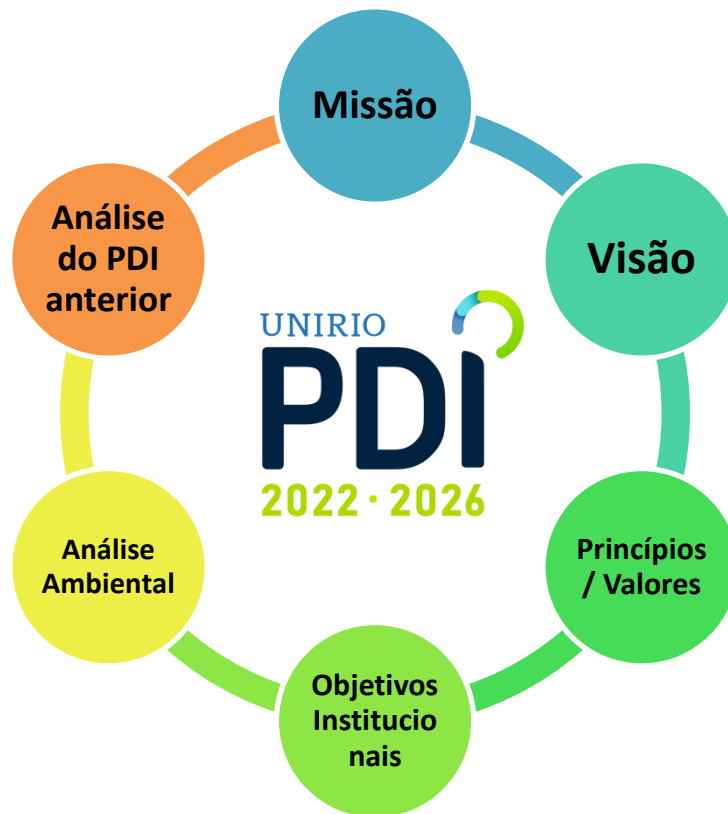 Missão
Visão
Princípios
/ Valores
Objetivos
Institucio
nais
Análise
Ambiental
Análise
do PDI
anterior
UNIRIO
PDI
2022 · 2026